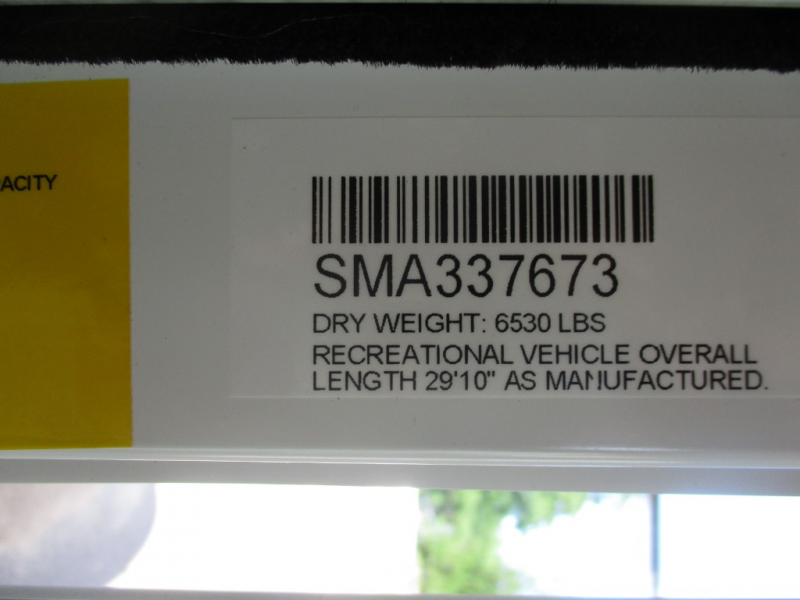 ACITY
SMA337673
DRY WEIGHT: 6530 LBS
RECREATIONAL VEHICLE OVERALL
LENGTH 29'10" AS MANUFACTURED.